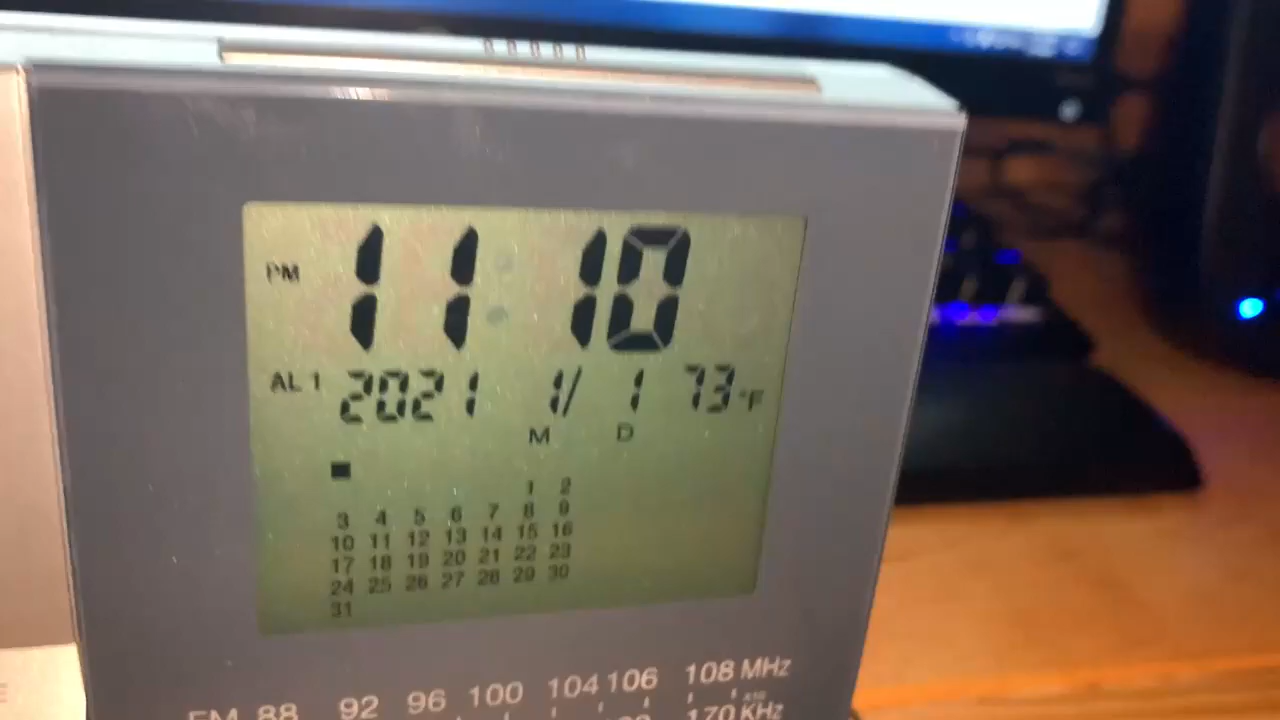 PM 11:10
AL 1 2021 1/ 1 73°F
M D
1 2
3 4 5 6 7 8 9
10 11 12 13 14 15 16
17 18 19 20 21 22 23
24 25 26 27 28 29 30
31
FM 88 92 96 100 104 106 108 MHz
170 KHz